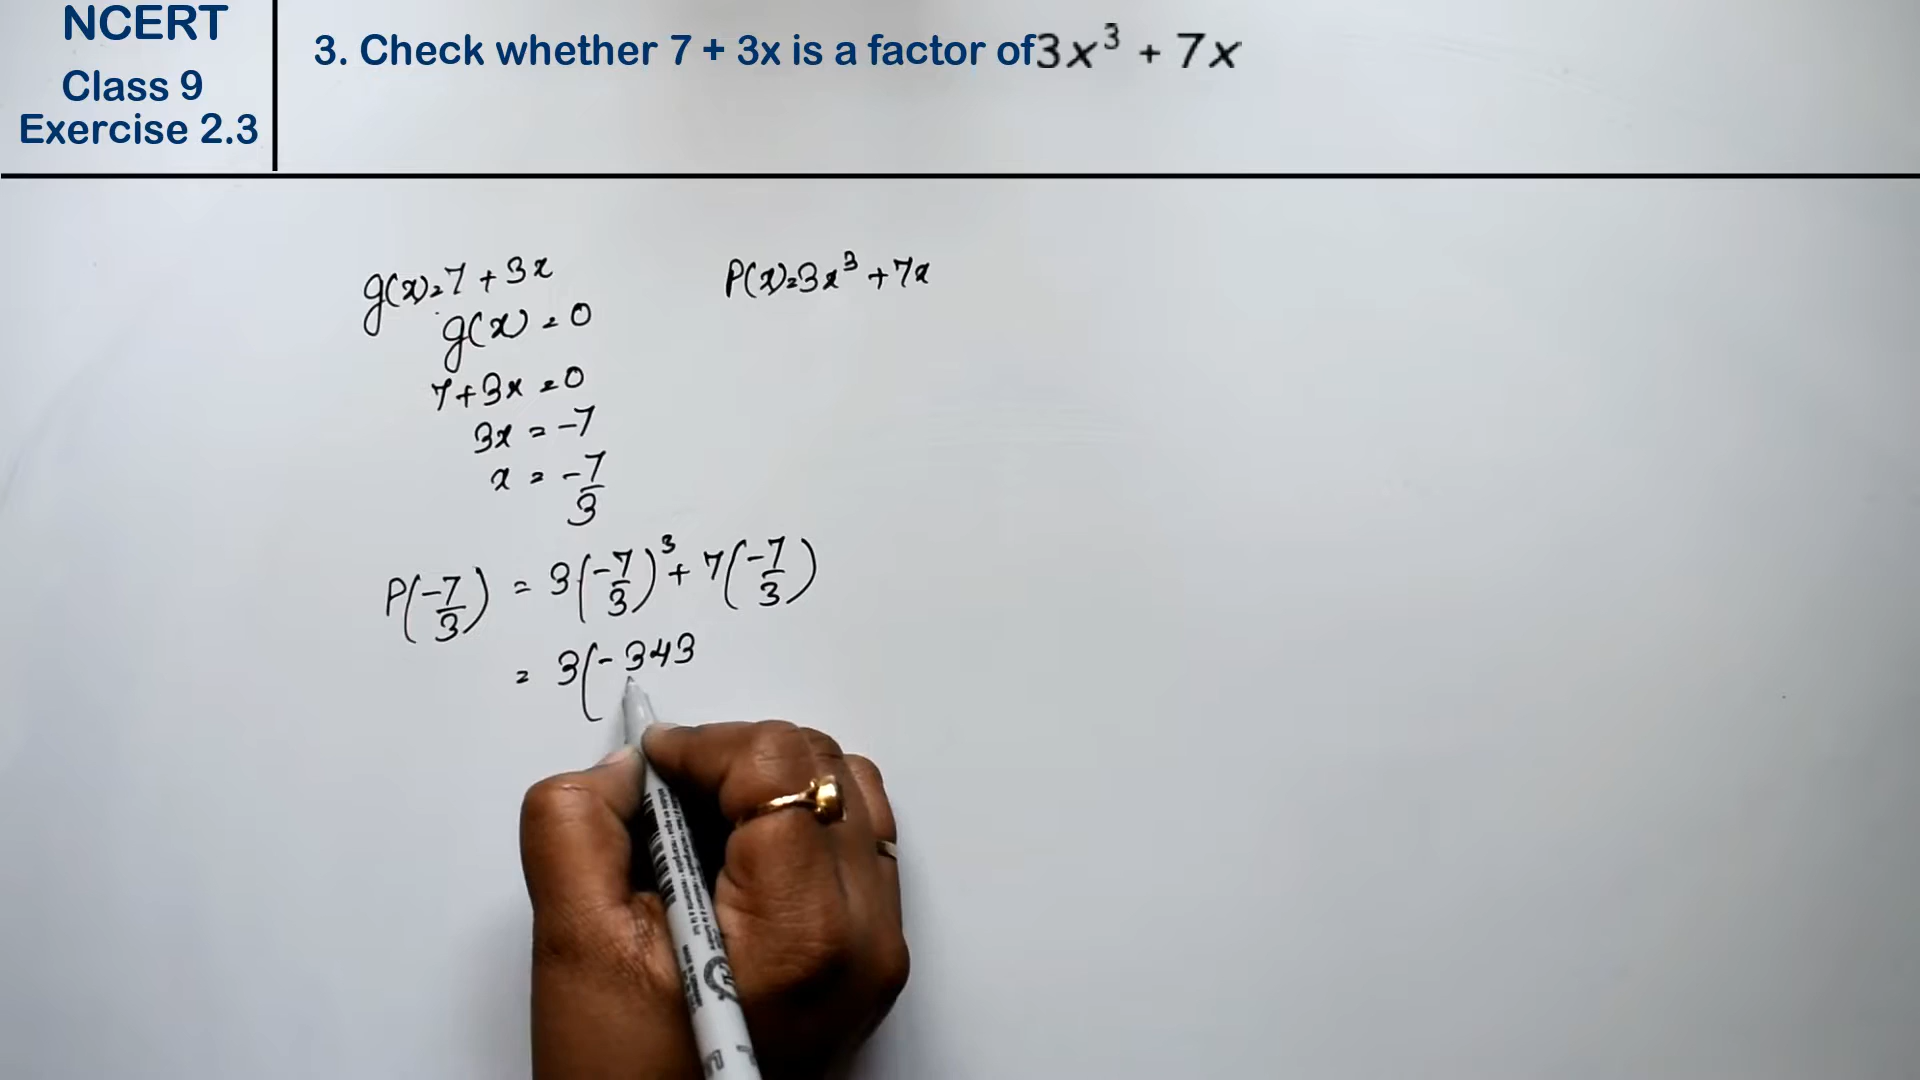 NCERT
Class 9
Exercise 2.3
3. Check whether 7 + 3x is a factor of 3x³ + 7x
g(x) = 7 + 3x
P(x) = 3x³ + 7x
g(x) = 0
7 + 3x = 0
3x = -7
x = -7/3
P(-7/3) = 3(-7/3)³ + 7(-7/3)
= 3(-343